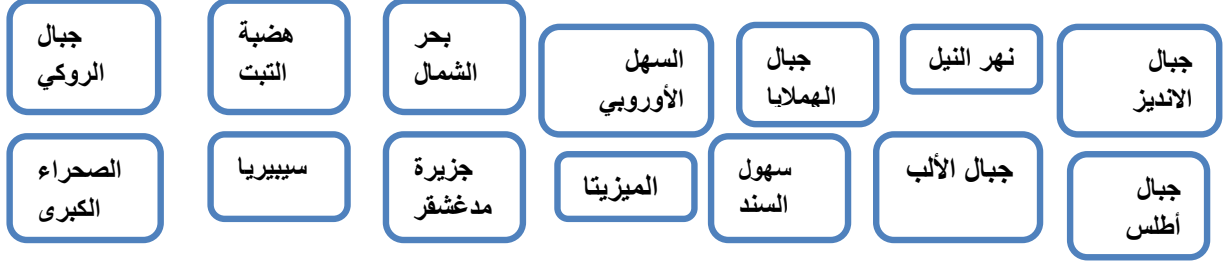 جبال
الانديز
نهر النيل
جبال
الهملايا
السهل
الأوروبي
بحر
الشمال
هضبة
التبت
جبال
الروكي
جبال
أطلس
جبال الألب
سهول
السند
الميزيتا
جزيرة
مدغشقر
سيبيريا
الصحراء
الكبرى